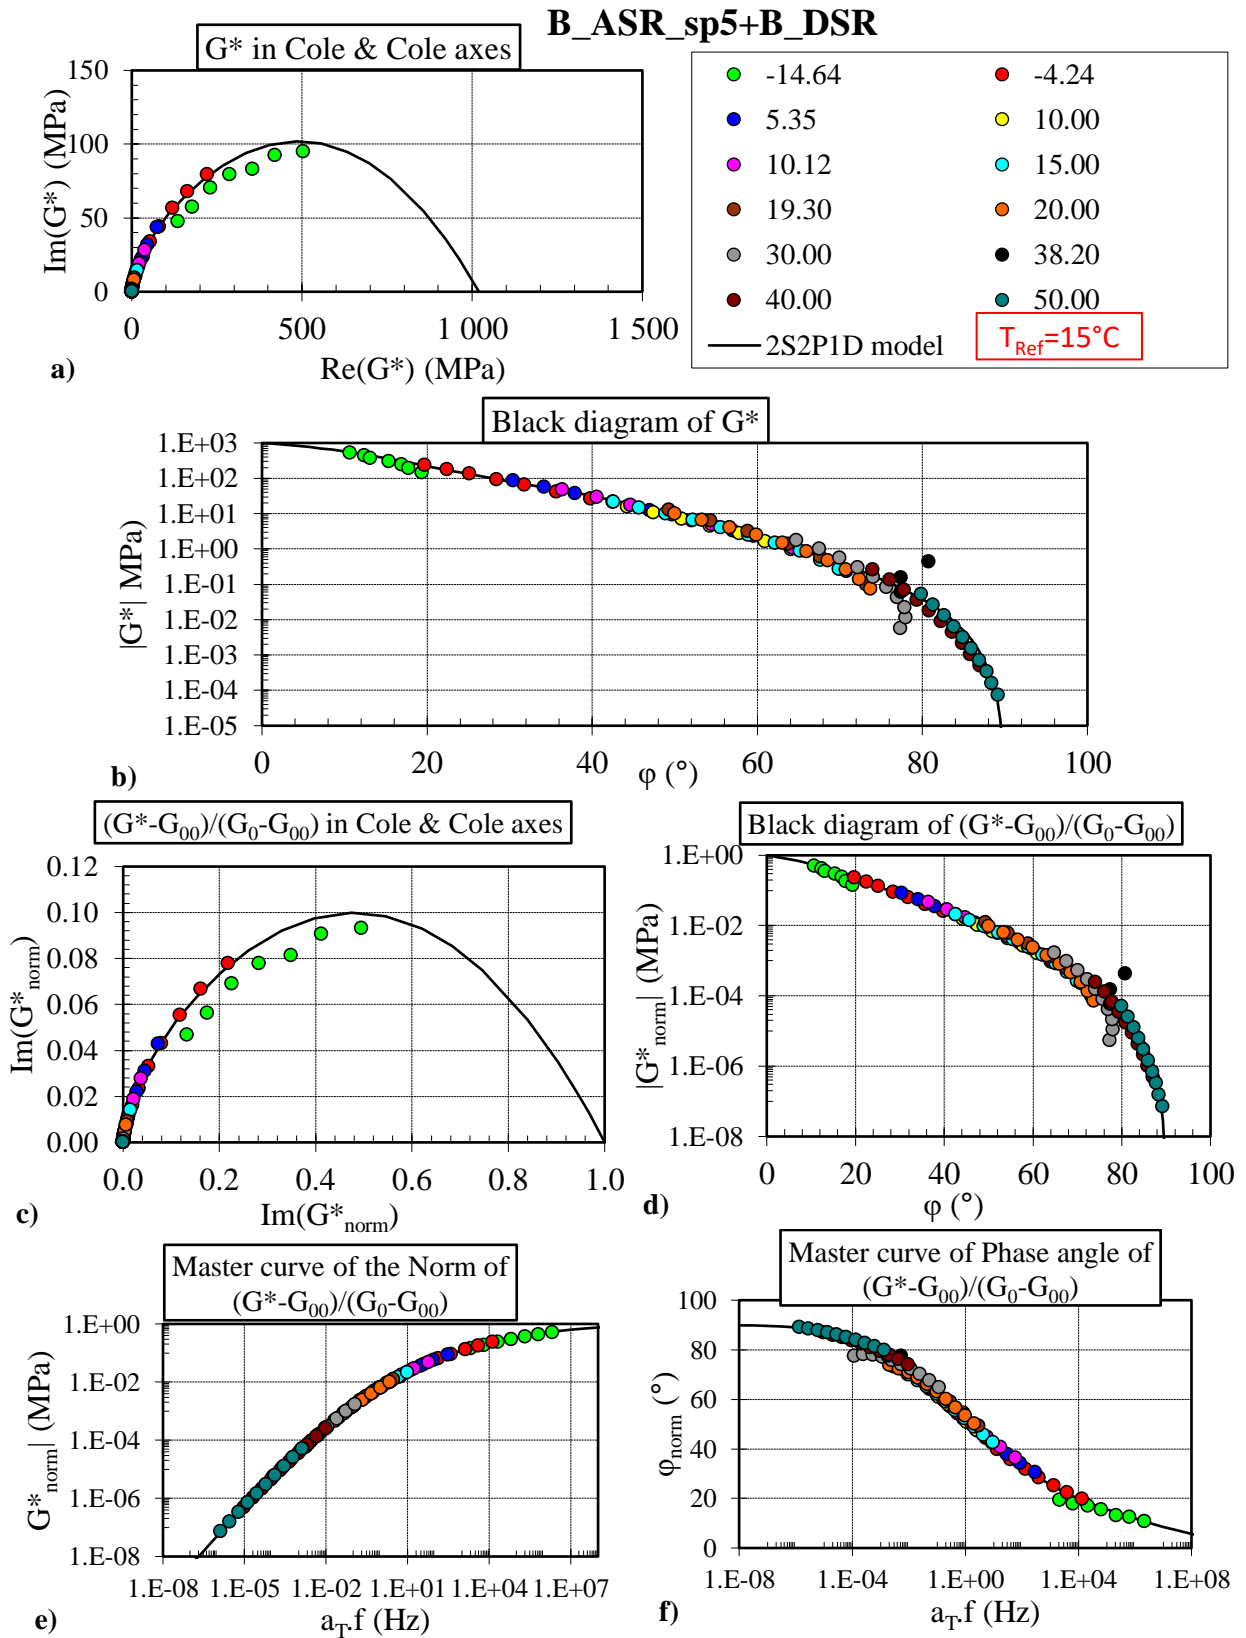 B_ASR_sp5+B_DSR
G* in Cole & Cole axes
150
100
50
0
0
500
1 000
1 500
Im(G*) (MPa)
Re(G*) (MPa)
a)
-14.64
-4.24
5.35
10.00
10.12
15.00
19.30
20.00
30.00
38.20
40.00
50.00
2S2P1D model
T_Ref=15°C
Black diagram of G*
1.E+03
1.E+02
1.E+01
1.E+00
1.E-01
1.E-02
1.E-03
1.E-04
1.E-05
0
20
40
60
80
100
|G*| MPa
φ (°)
b)
(G*-G00)/(G0-G00) in Cole & Cole axes
0.12
0.10
0.08
0.06
0.04
0.02
0.00
0.0
0.2
0.4
0.6
0.8
1.0
Im(G*norm)
Im(G*norm)
c)
Black diagram of (G*-G00)/(G0-G00)
1.E+00
1.E-02
1.E-04
1.E-06
1.E-08
0
20
40
60
80
100
|G*norm| (MPa)
φ (°)
d)
Master curve of the Norm of
(G*-G00)/(G0-G00)
1.E+00
1.E-02
1.E-04
1.E-06
1.E-08
1.E-08
1.E-05
1.E-02
1.E+01
1.E+04
1.E+07
G*norm| (MPa)
aT.f (Hz)
e)
Master curve of Phase angle of
(G*-G00)/(G0-G00)
100
80
60
40
20
0
1.E-08
1.E-04
1.E+00
1.E+04
1.E+08
φnorm (°)
aT.f (Hz)
f)